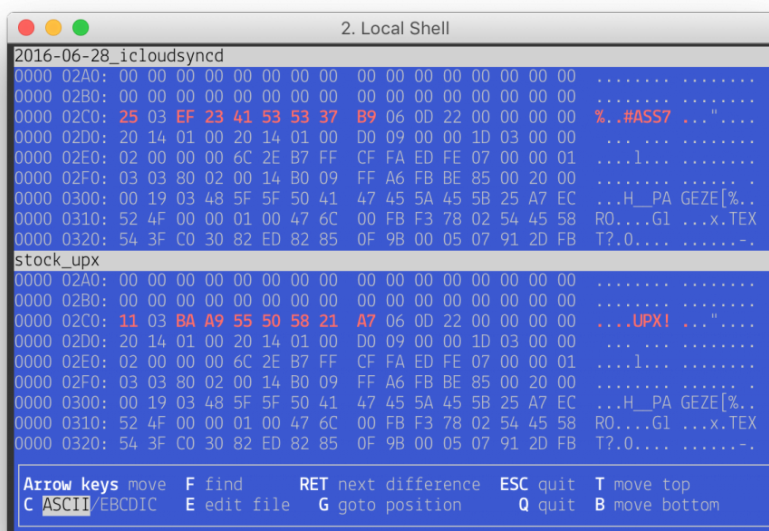 2. Local Shell
2016-06-28_icloudsyncd
0000 02A0: 00 00 00 00 00 00 00 00 00 00 00 00 00 00 00 00 ........ ........
0000 02B0: 00 00 00 00 00 00 00 00 00 00 00 00 00 00 00 00 ........ ........
0000 02C0: 25 03 EF 23 41 53 53 37 B9 06 0D 22 00 00 00 00 %..#ASS7 ..."....
0000 02D0: 20 14 01 00 20 14 01 00 D0 09 00 00 1D 03 00 00 ... ... ........
0000 02E0: 02 00 00 00 6C 2E B7 FF CF FA ED FE 07 00 00 01 ....l... ........
0000 02F0: 03 03 80 02 00 14 B0 09 FF A6 FB BE 85 00 20 00 ........ ...... .
0000 0300: 00 19 03 48 5F 5F 50 41 47 45 5A 45 5B 25 A7 EC ...H__PA GEZE[%..
0000 0310: 52 4F 00 00 01 00 47 6C 00 FB F3 78 02 54 45 58 RO....Gl ...x.TEX
0000 0320: 54 3F C0 30 82 ED 82 85 0F 9B 00 05 07 91 2D FB T?.0.... ......-.
stock_upx
0000 02A0: 00 00 00 00 00 00 00 00 00 00 00 00 00 00 00 00 ........ ........
0000 02B0: 00 00 00 00 00 00 00 00 00 00 00 00 00 00 00 00 ........ ........
0000 02C0: 11 03 BA A9 55 50 58 21 A7 06 0D 22 00 00 00 00 ....UPX! ..."....
0000 02D0: 20 14 01 00 20 14 01 00 D0 09 00 00 1D 03 00 00 ... ... ........
0000 02E0: 02 00 00 00 6C 2E B7 FF CF FA ED FE 07 00 00 01 ....l... ........
0000 02F0: 03 03 80 02 00 14 B0 09 FF A6 FB BE 85 00 20 00 ........ ...... .
0000 0300: 00 19 03 48 5F 5F 50 41 47 45 5A 45 5B 25 A7 EC ...H__PA GEZE[%..
0000 0310: 52 4F 00 00 01 00 47 6C 00 FB F3 78 02 54 45 58 RO....Gl ...x.TEX
0000 0320: 54 3F C0 30 82 ED 82 85 0F 9B 00 05 07 91 2D FB T?.0.... ......-.
Arrow keys move F find RET next difference ESC quit T move top
C ASCII/EBCDIC E edit file G goto position Q quit B move bottom